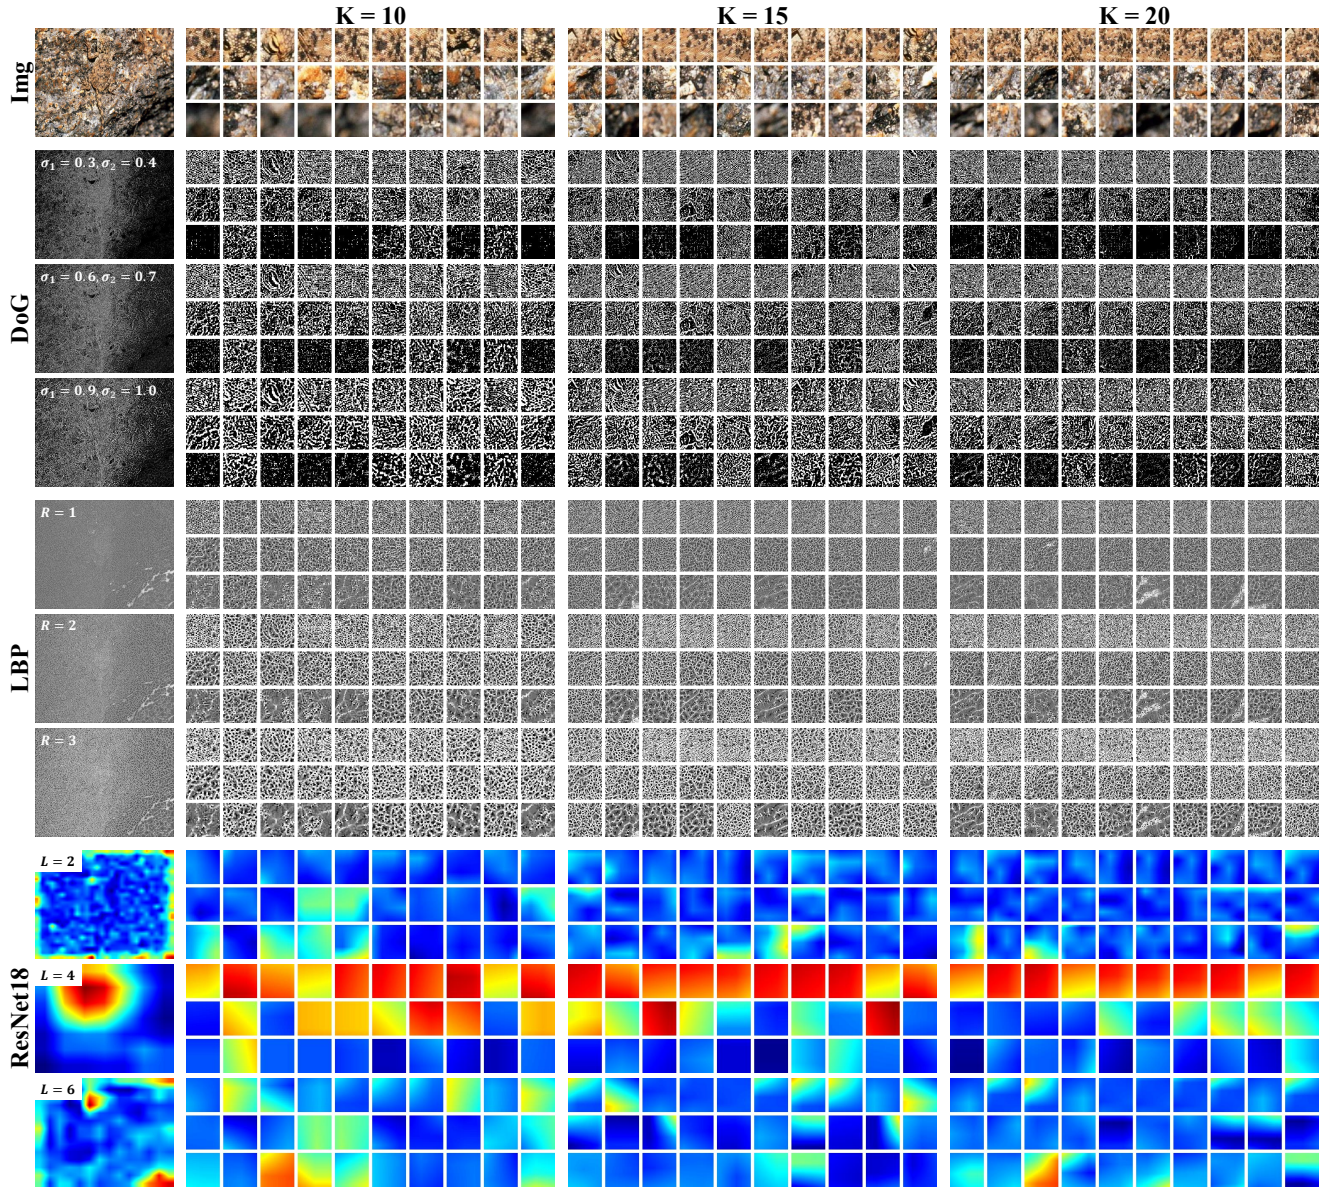 K = 10
K = 15
K = 20
Img
DoG
σ₁ = 0.3, σ₂ = 0.4
σ₁ = 0.6, σ₂ = 0.7
σ₁ = 0.9, σ₂ = 1.0
LBP
R = 1
R = 2
R = 3
ResNet18
L = 2
L = 4
L = 6